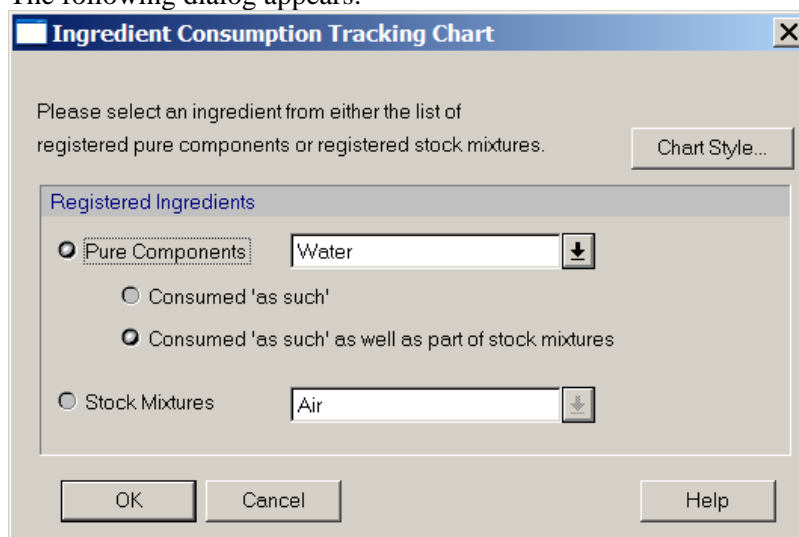 The following dialog appears:
Ingredient Consumption Tracking Chart
Please select an ingredient from either the list of
registered pure components or registered stock mixtures.
Chart Style...
Registered Ingredients
Pure Components
Water
Consumed 'as such'
Consumed 'as such' as well as part of stock mixtures
Stock Mixtures
Air
OK
Cancel
Help